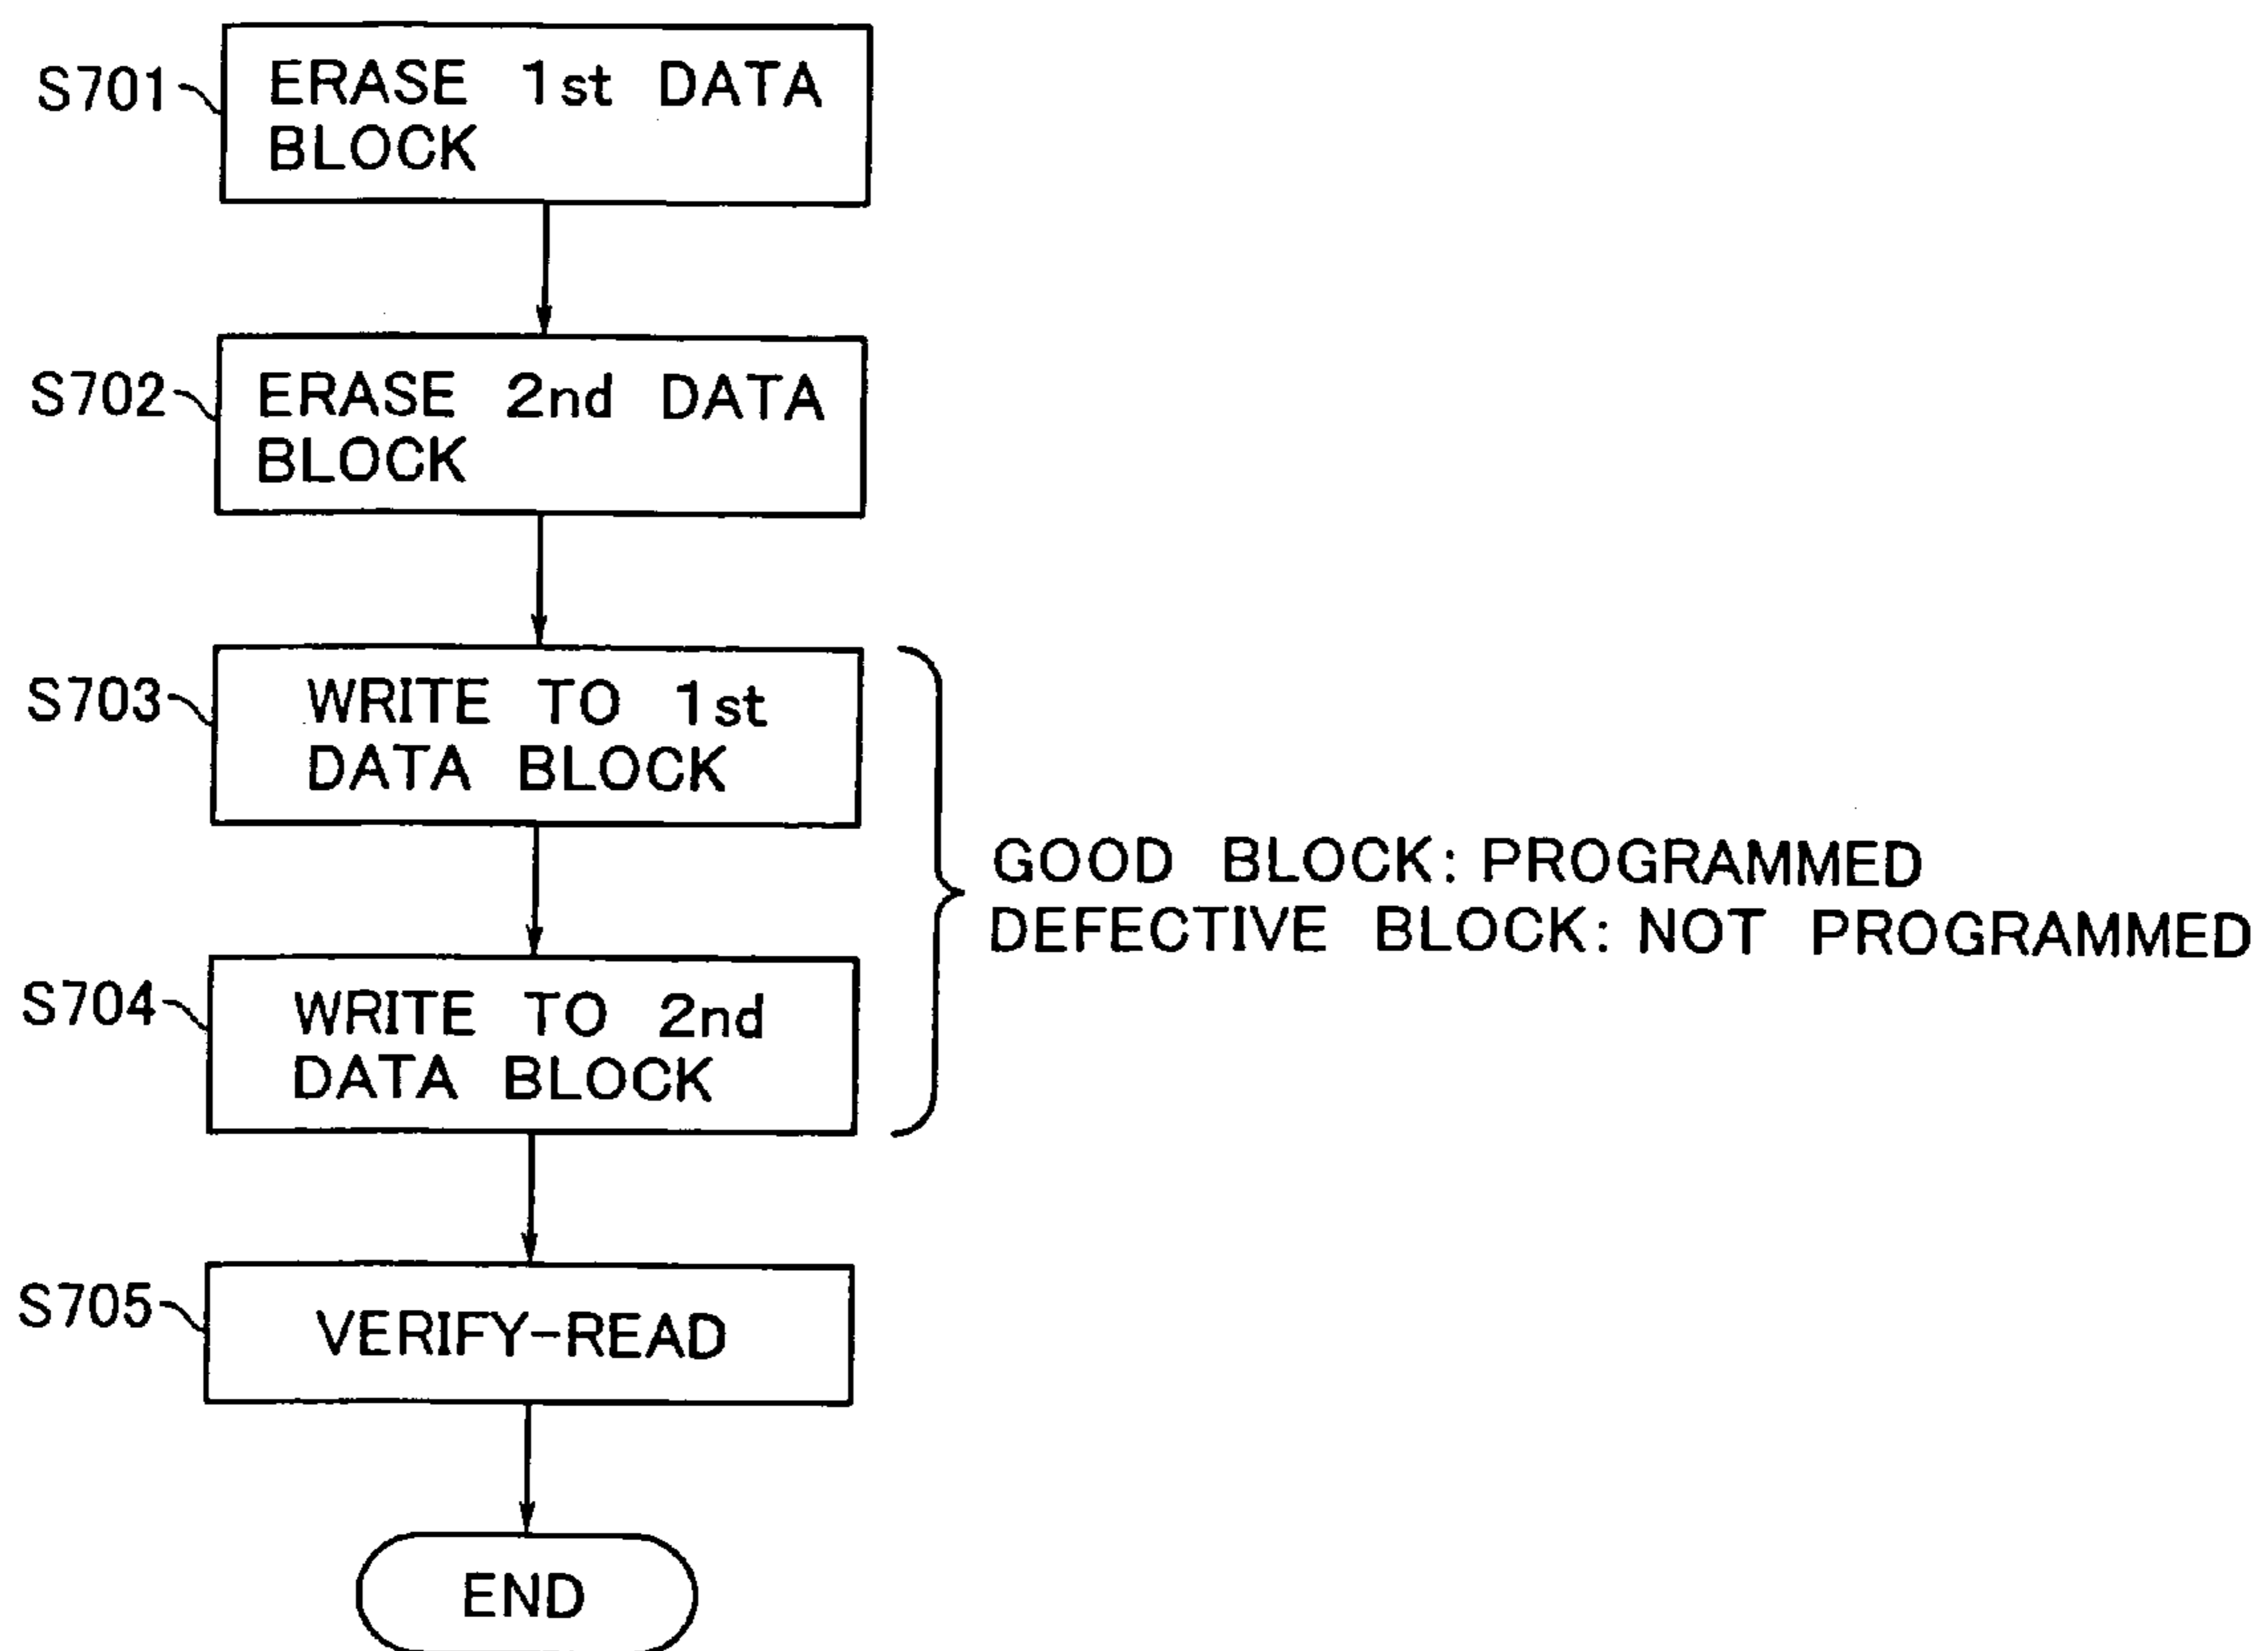 S701
ERASE 1st DATA
BLOCK
S702
ERASE 2nd DATA
BLOCK
S703
WRITE TO 1st
DATA BLOCK
GOOD BLOCK: PROGRAMMED
DEFECTIVE BLOCK: NOT PROGRAMMED
S704
WRITE TO 2nd
DATA BLOCK
S705
VERIFY-READ
END